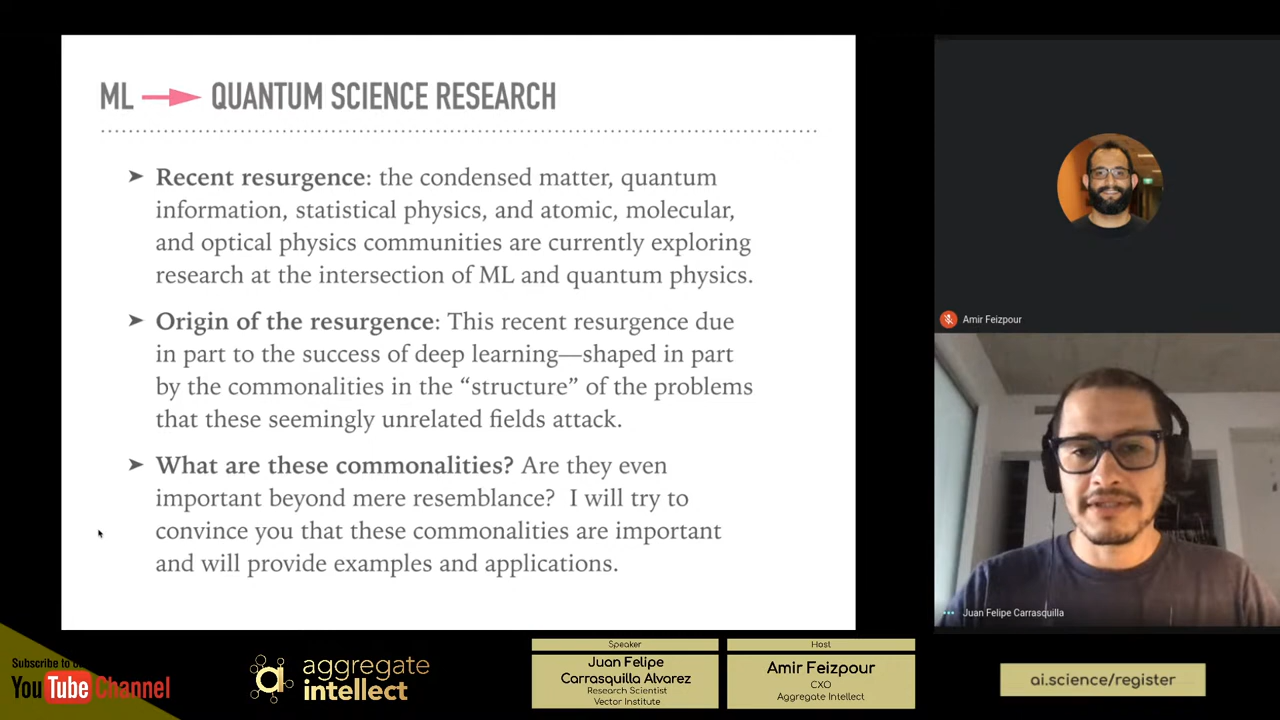 ML → QUANTUM SCIENCE RESEARCH
➤ Recent resurgence: the condensed matter, quantum
information, statistical physics, and atomic, molecular,
and optical physics communities are currently exploring
research at the intersection of ML and quantum physics.
➤ Origin of the resurgence: This recent resurgence due
in part to the success of deep learning—shaped in part
by the commonalities in the “structure” of the problems
that these seemingly unrelated fields attack.
➤ What are these commonalities? Are they even
important beyond mere resemblance? I will try to
convince you that these commonalities are important
and will provide examples and applications.
Amir Feizpour
Juan Felipe Carrasquilla
Subscribe to
YouTube Channel
aggregate
intellect
Speaker
Juan Felipe
Carrasquilla Alvarez
Research Scientist
Vector Institute
Host
Amir Feizpour
CXO
Aggregate Intellect
ai.science/register